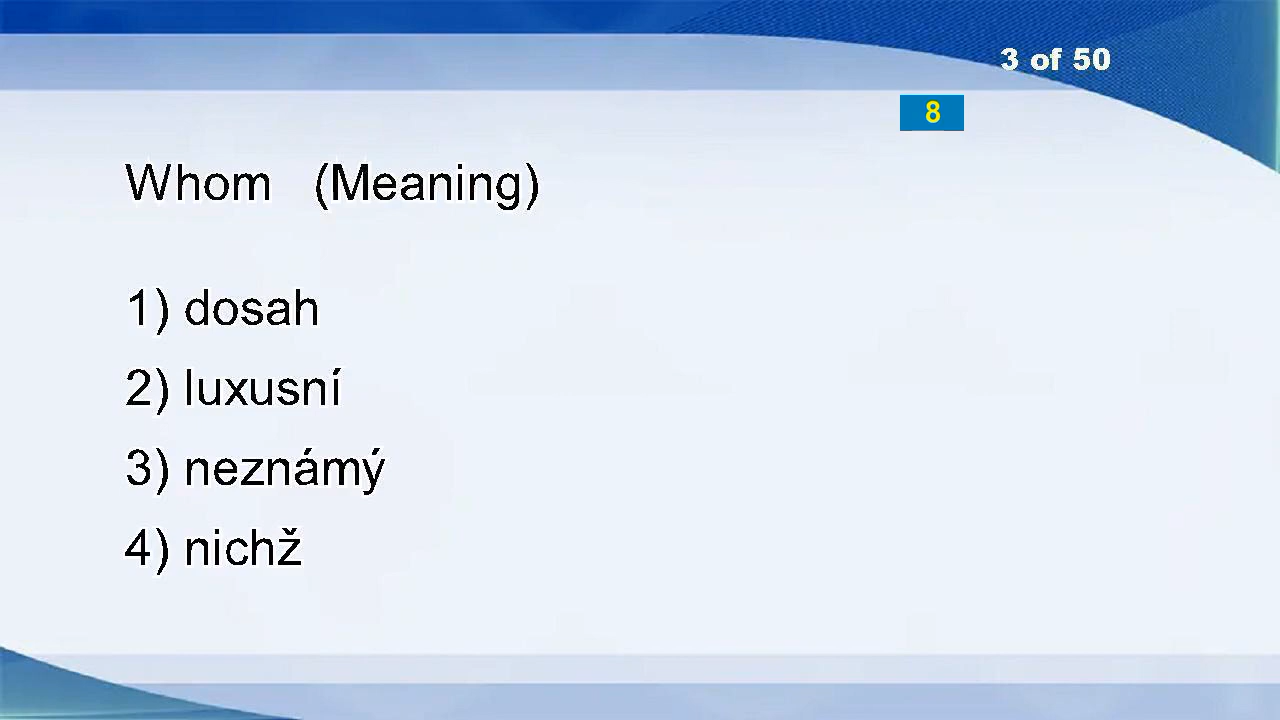 3 of 50
8
Whom (Meaning)
1) dosah
2) luxusní
3) neznámý
4) nichž